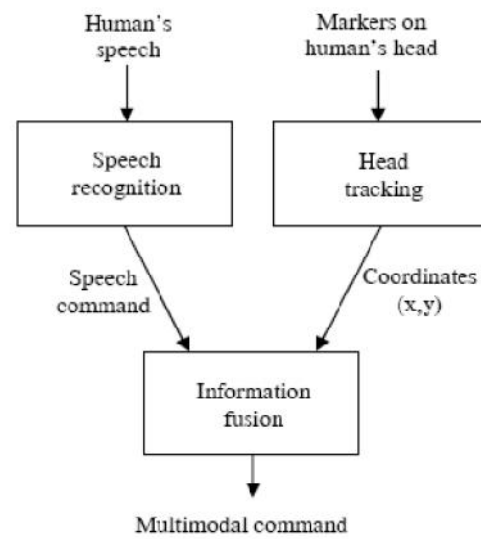 Human's
speech
Markers on
human's head
Speech
recognition
Head
tracking
Speech
command
Coordinates
(x,y)
Information
fusion
Multimodal command